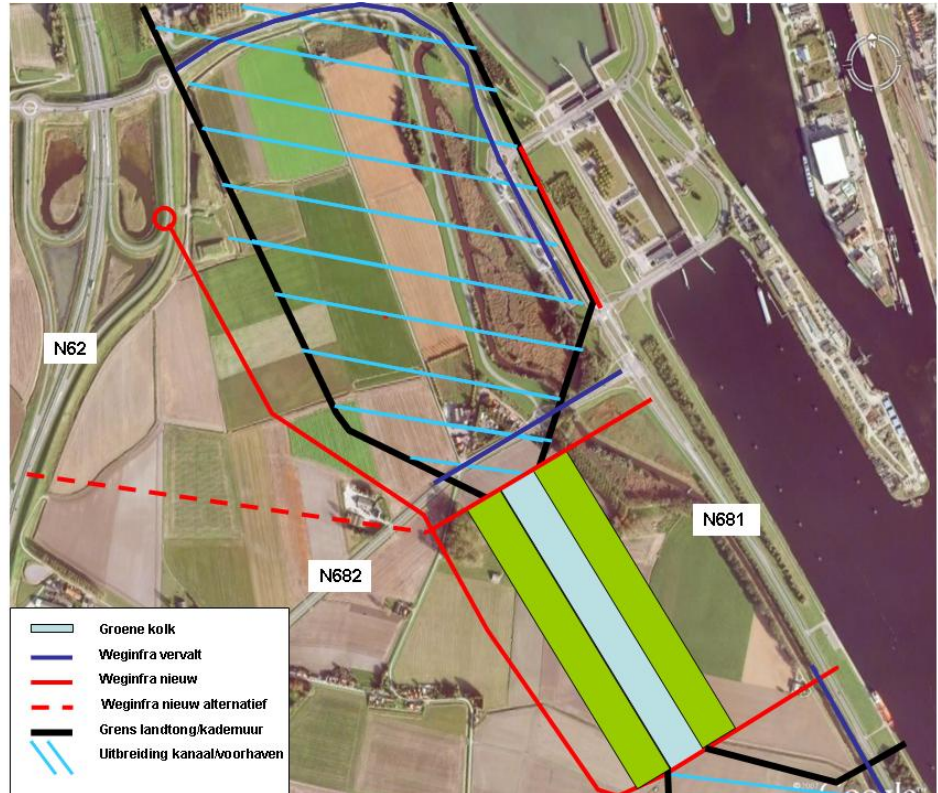 N
N62
N681
N682
Groene kolk
Weginfra vervalt
Weginfra nieuw
Weginfra nieuw alternatief
Grens landtong/kademuur
Uitbreiding kanaal/voorhaven